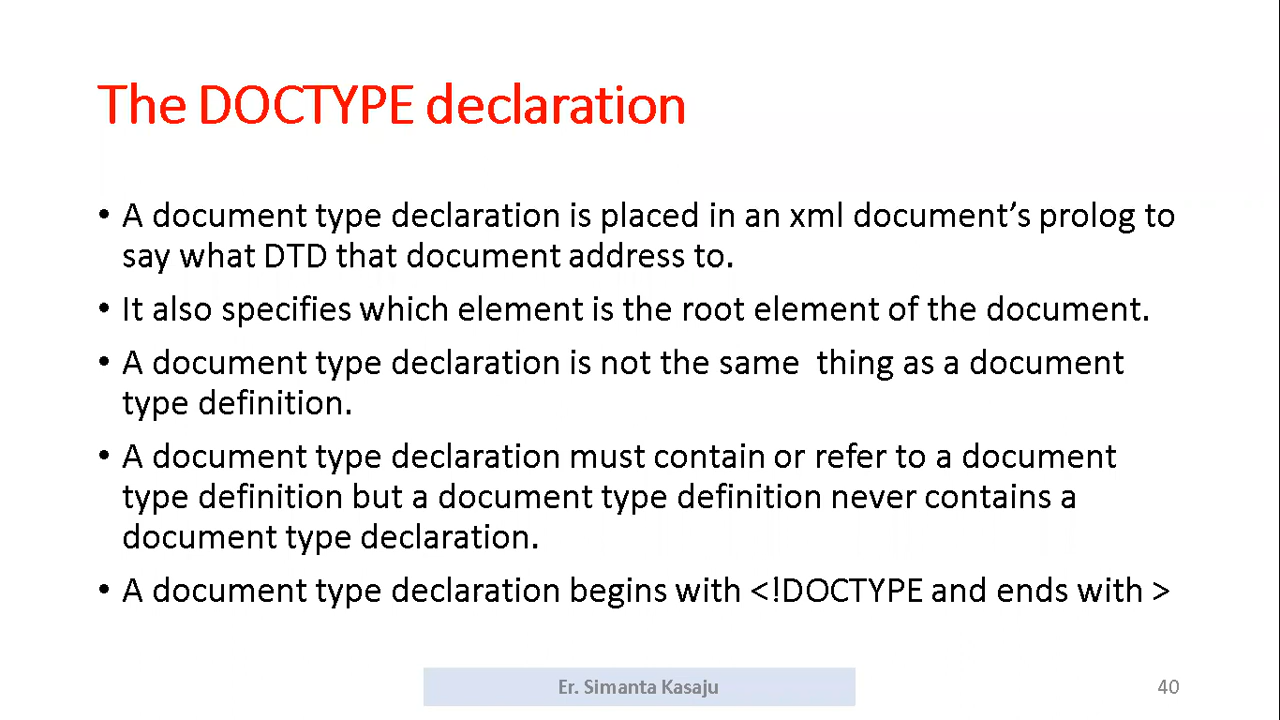 The DOCTYPE declaration
• A document type declaration is placed in an xml document’s prolog to
say what DTD that document address to.
• It also specifies which element is the root element of the document.
• A document type declaration is not the same  thing as a document
type definition.
• A document type declaration must contain or refer to a document
type definition but a document type definition never contains a
document type declaration.
• A document type declaration begins with <!DOCTYPE and ends with >
Er. Simanta Kasaju
40